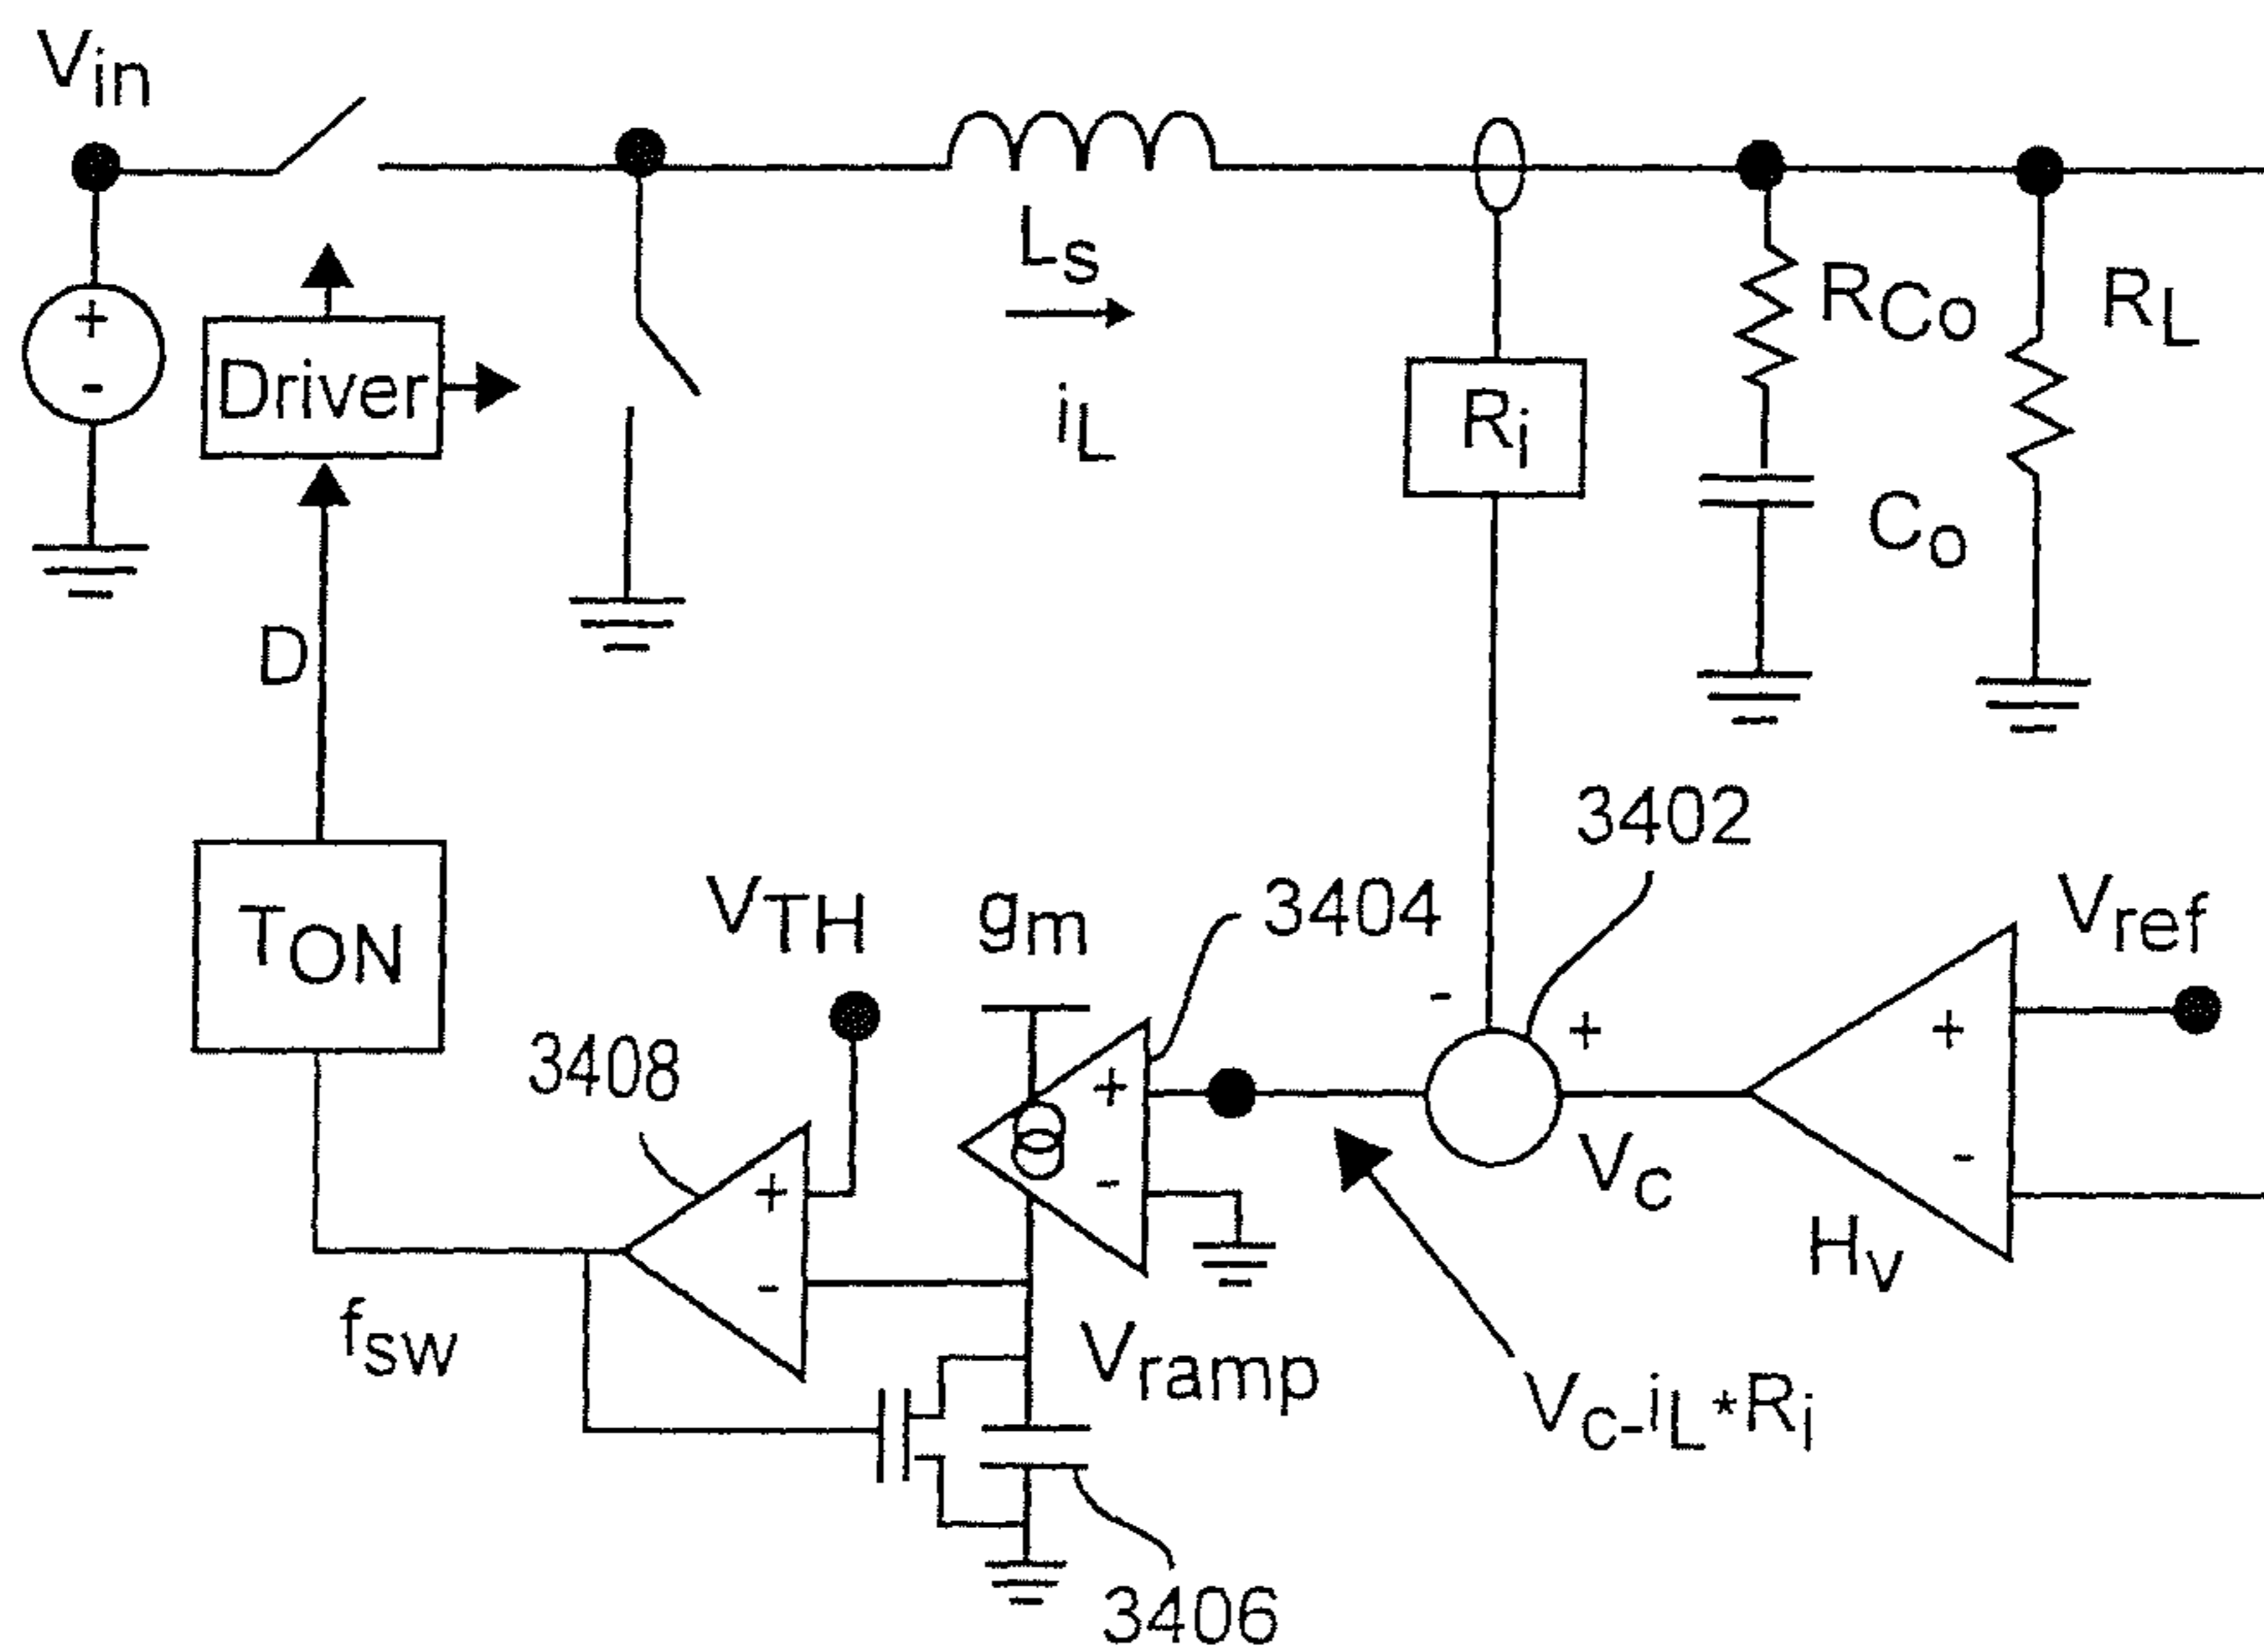 Vin
+
-
Driver
Ls
iL
Ri
RCo
RL
Co
D
TON
VTH
gm
3404
3402
Vref
3408
-
+
+
-
+
-
Vc
Hv
+
-
fsw
Vramp
Vc-iL*Ri
3406